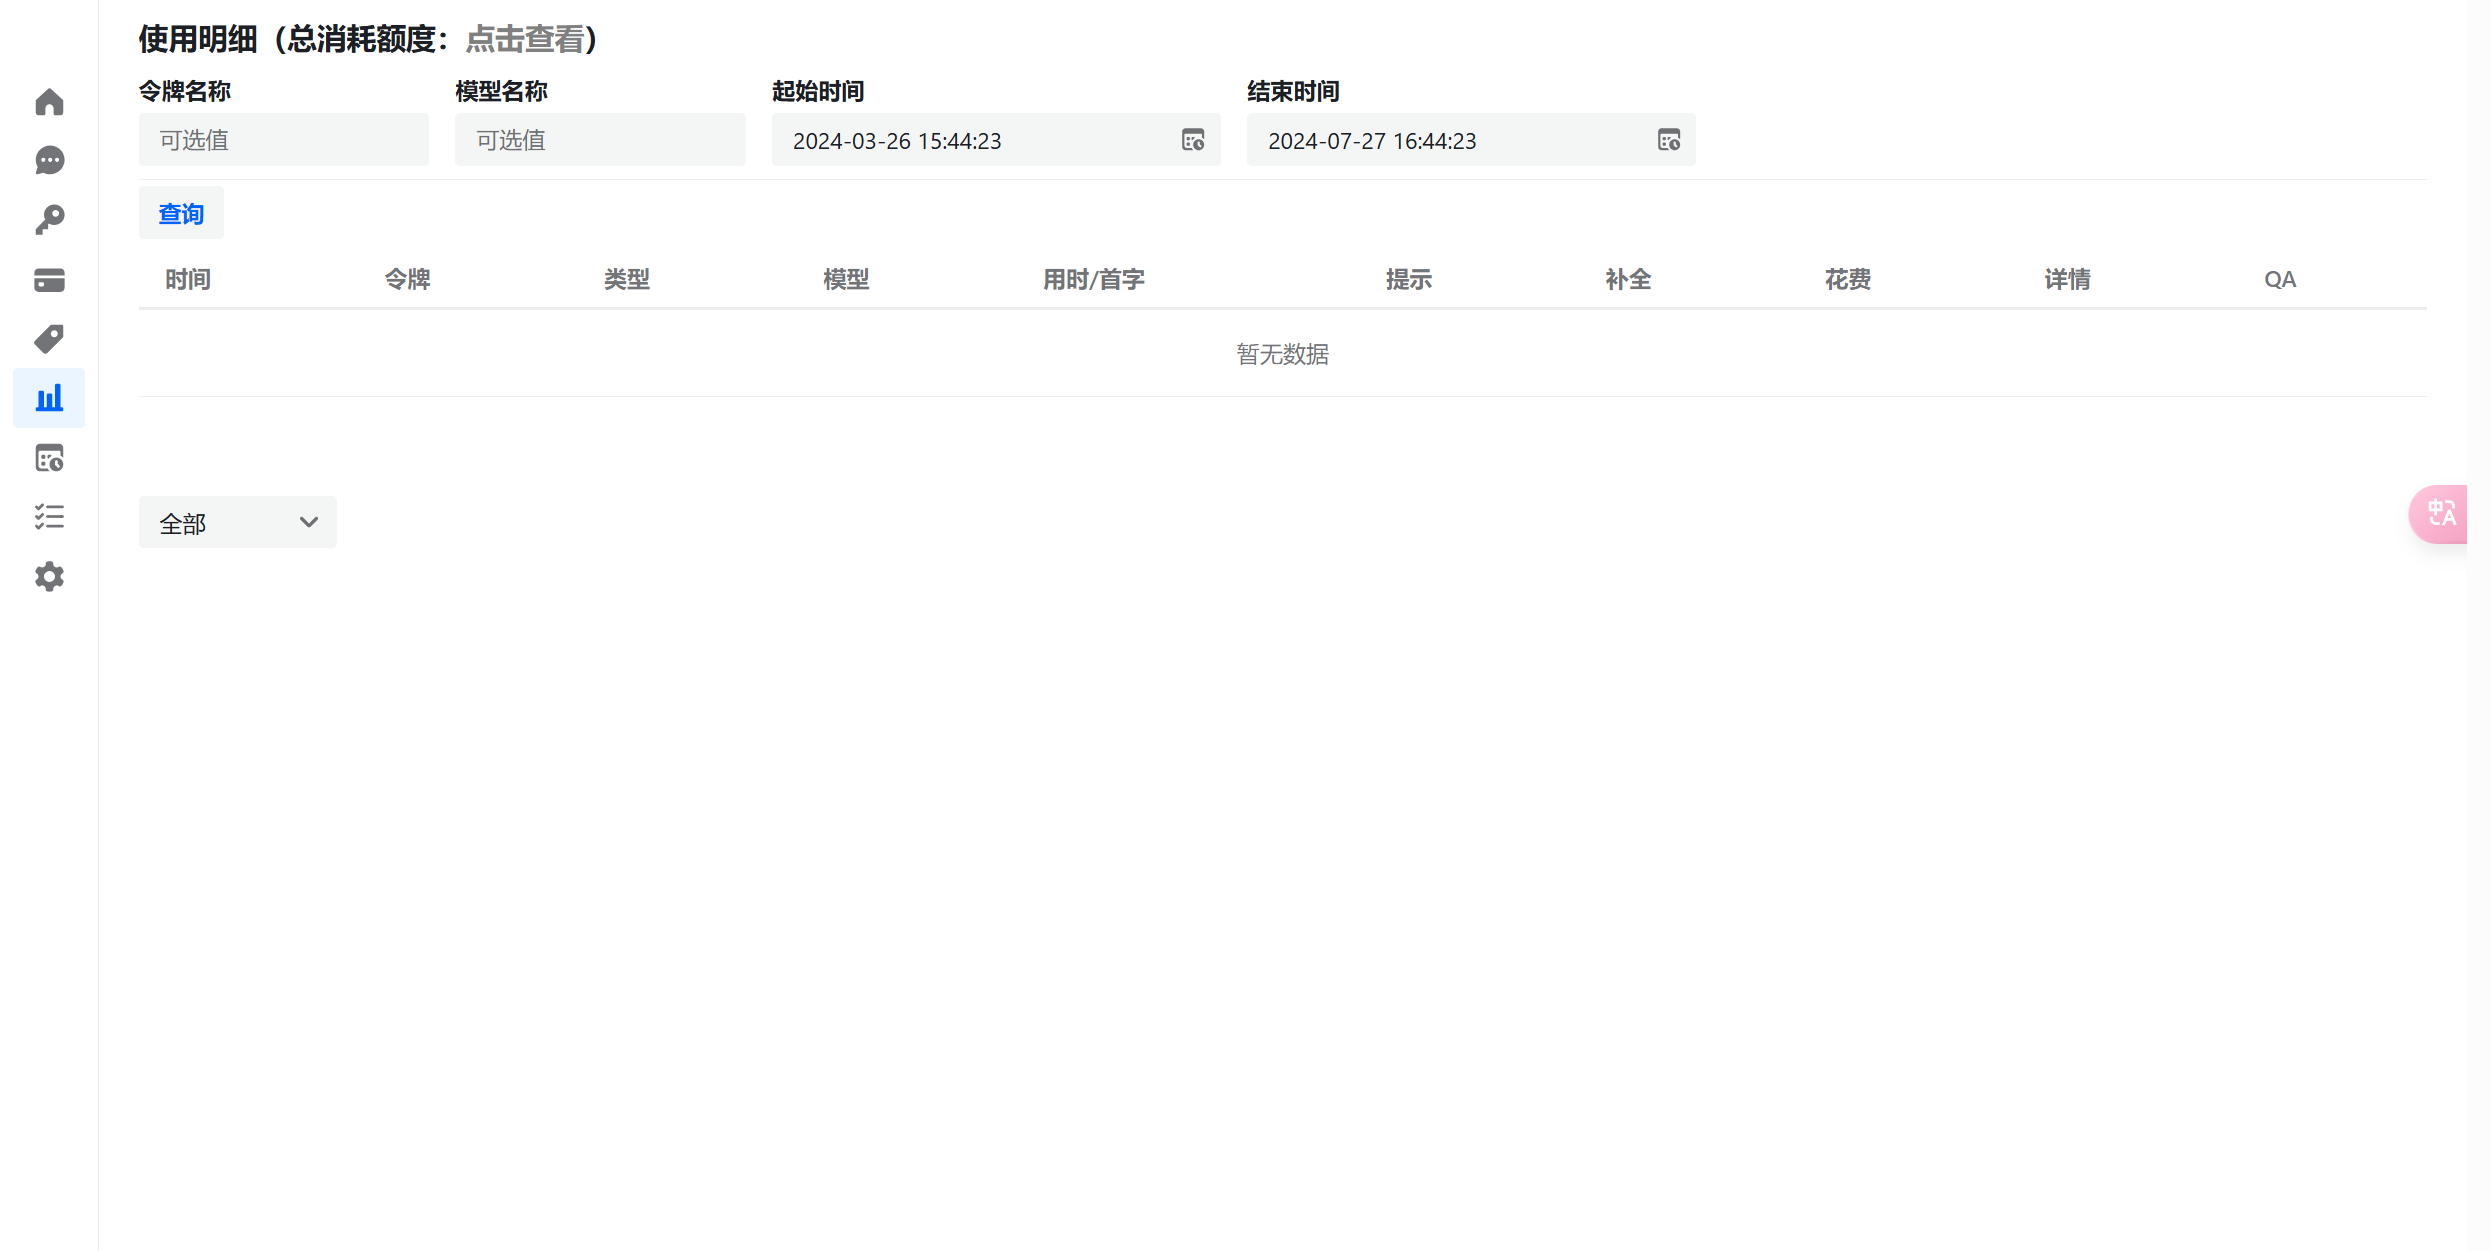 使用明细（总消耗额度：点击查看）
令牌名称 模型名称 起始时间 结束时间
可选值 可选值 2024-03-26 15:44:23 2024-07-27 16:44:23
查询
时间 令牌 类型 模型 用时/首字 提示 补全 花费 详情 QA
暂无数据
全部
中A